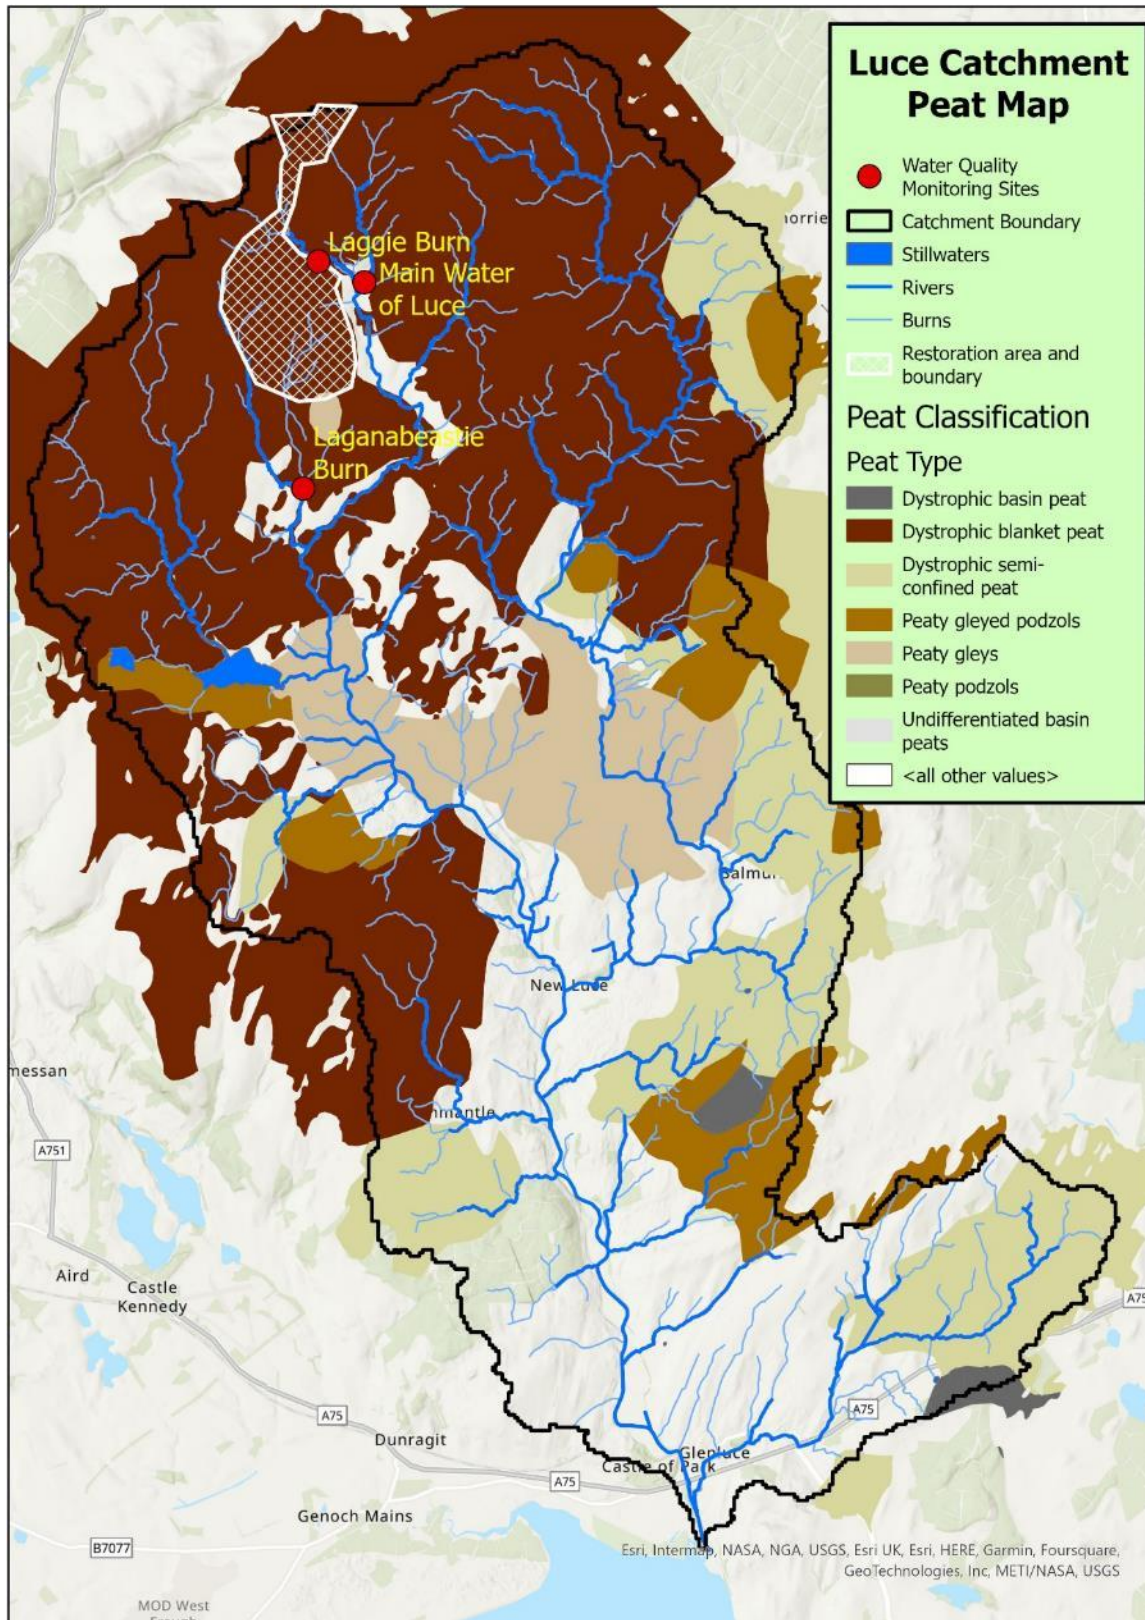 Luce Catchment
Peat Map
Water Quality
Monitoring Sites
Catchment Boundary
Stillwaters
Rivers
Burns
Restoration area and
boundary
Peat Classification
Peat Type
Dystrophic basin peat
Dystrophic blanket peat
Dystrophic semi-
confined peat
Peaty gleyed podzols
Peaty gleys
Peaty podzols
Undifferentiated basin
peats
<all other values>
Laggie Burn
Main Water
of Luce
Laganabeastie
Burn
New Luce
messan
A751
Aird
Castle
Kennedy
A75
A75
Dunragit
A75
Glenluce
Castle of Park
A75
Genoch Mains
B7077
MOD West
Esri, Intermap, NASA, NGA, USGS, Esri UK, Esri, HERE, Garmin, Foursquare,
GeoTechnologies, Inc, METI/NASA, USGS